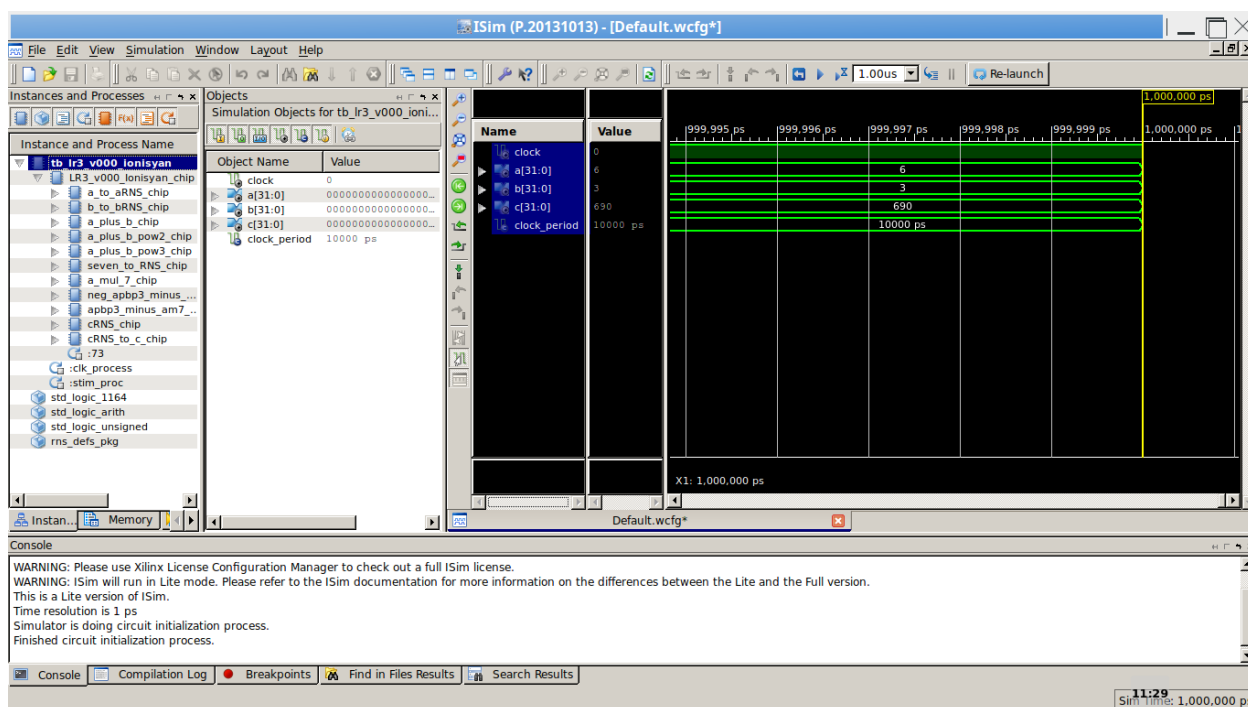 ISim (P.20131013) - [Default.wcfg*]
File Edit View Simulation Window Layout Help
1.00us Re-launch
Instances and Processes
F(x)
Instance and Process Name
tb_lr3_v000_ionisyan
LR3_v000_Ionisyan_chip
a_to_aRNS_chip
b_to_bRNS_chip
a_plus_b_chip
a_plus_b_pow2_chip
a_plus_b_pow3_chip
seven_to_RNS_chip
a_mul_7_chip
neg_apbp3_minus_...
apbp3_minus_am7_..
cRNS_chip
cRNS_to_c_chip
:73
:clk_process
:stim_proc
std_logic_1164
std_logic_arith
std_logic_unsigned
rns_defs_pkg
Instan... Memory
Objects
Simulation Objects for tb_lr3_v000_ioni...
Object Name Value
clock 0
a[31:0] 0000000000000000...
b[31:0] 0000000000000000...
c[31:0] 0000000000000000...
clock_period 10000 ps
Name Value
clock 0
a[31:0] 6
b[31:0] 3
c[31:0] 690
clock_period 10000 ps
1,000,000 ps
999,995 ps 999,996 ps 999,997 ps 999,998 ps 999,999 ps 1,000,000 ps 1
6
3
690
10000 ps
X1: 1,000,000 ps
Default.wcfg*
Console
WARNING: Please use Xilinx License Configuration Manager to check out a full ISim license.
WARNING: ISim will run in Lite mode. Please refer to the ISim documentation for more information on the differences between the Lite and the Full version.
This is a Lite version of ISim.
Time resolution is 1 ps
Simulator is doing circuit initialization process.
Finished circuit initialization process.
Console Compilation Log Breakpoints Find in Files Results Search Results
11:29
Sim Time: 1,000,000 ps